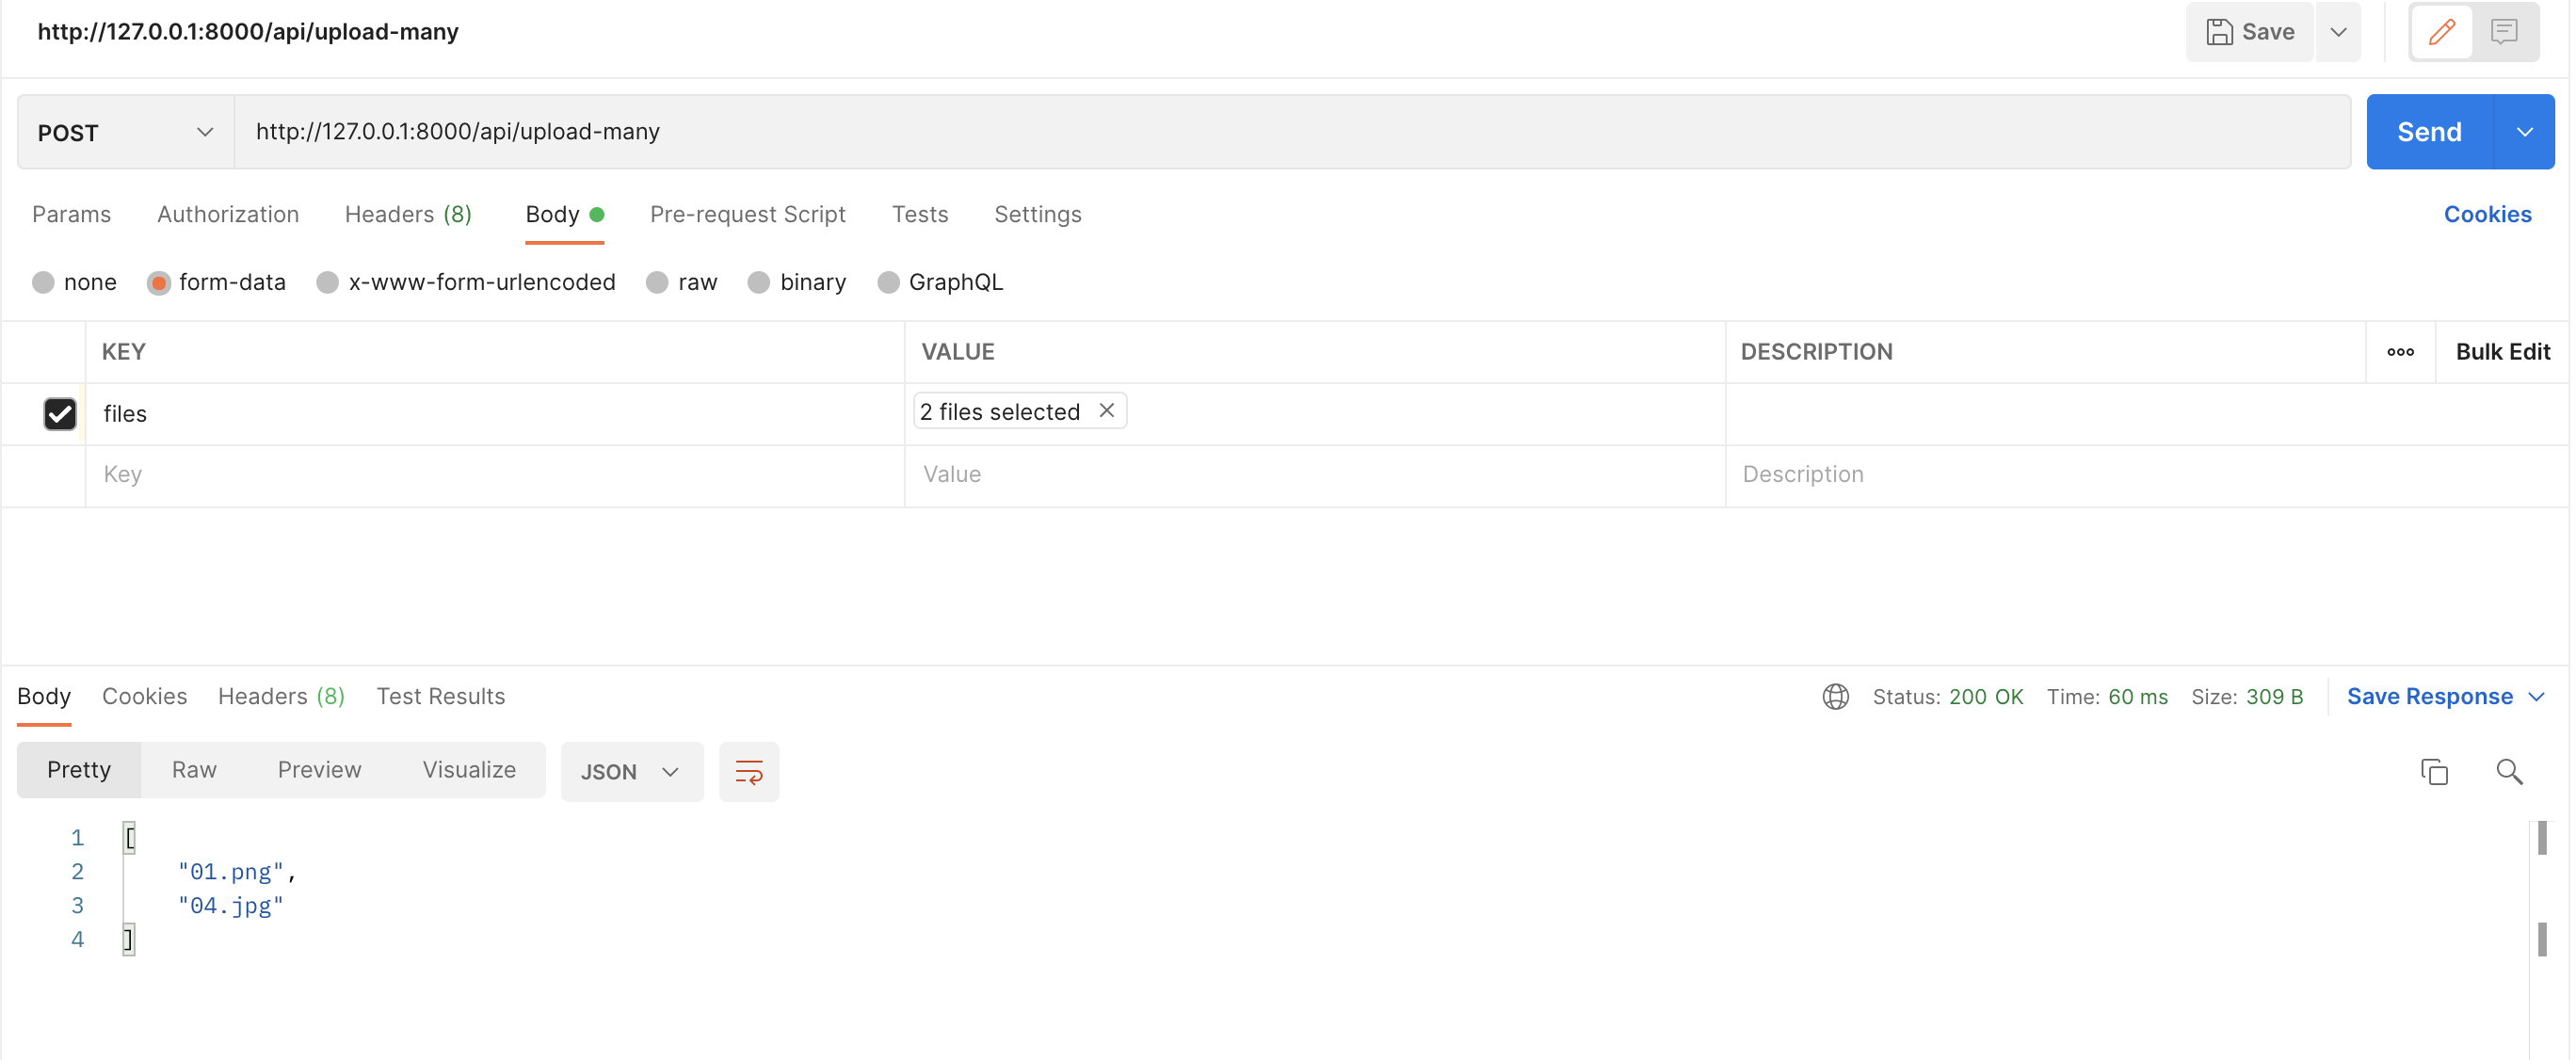 http://127.0.0.1:8000/api/upload-many Save
POST http://127.0.0.1:8000/api/upload-many Send
Params Authorization Headers (8) Body Pre-request Script Tests Settings Cookies
none form-data x-www-form-urlencoded raw binary GraphQL
KEY VALUE DESCRIPTION Bulk Edit
files 2 files selected
Key Value Description
Body Cookies Headers (8) Test Results Status: 200 OK Time: 60 ms Size: 309 B Save Response
Pretty Raw Preview Visualize JSON
1 [
2 "01.png",
3 "04.jpg"
4 ]